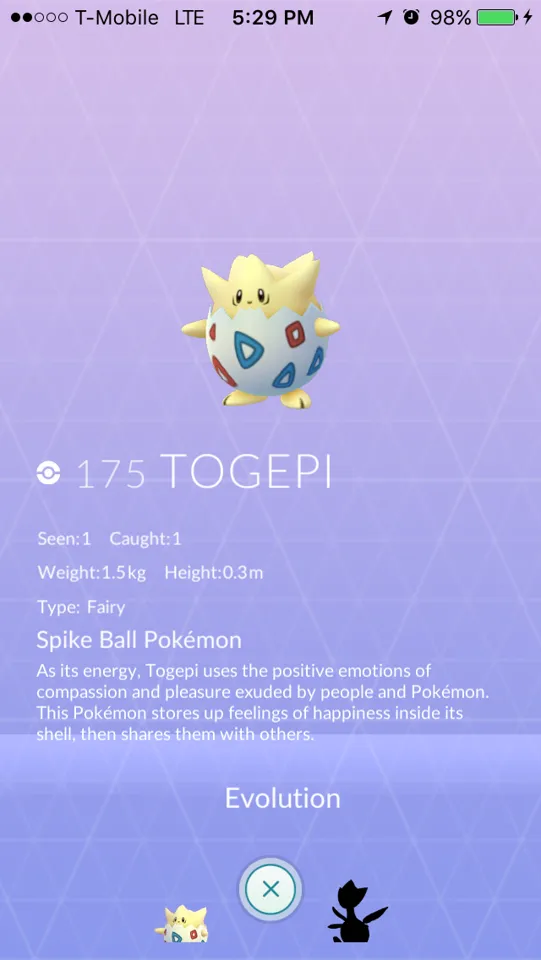 T-Mobile LTE 5:29 PM 98%
175 TOGEPI
Seen:1 Caught:1
Weight:1.5kg Height:0.3m
Type: Fairy
Spike Ball Pokémon
As its energy, Togepi uses the positive emotions of
compassion and pleasure exuded by people and Pokémon.
This Pokémon stores up feelings of happiness inside its
shell, then shares them with others.
Evolution